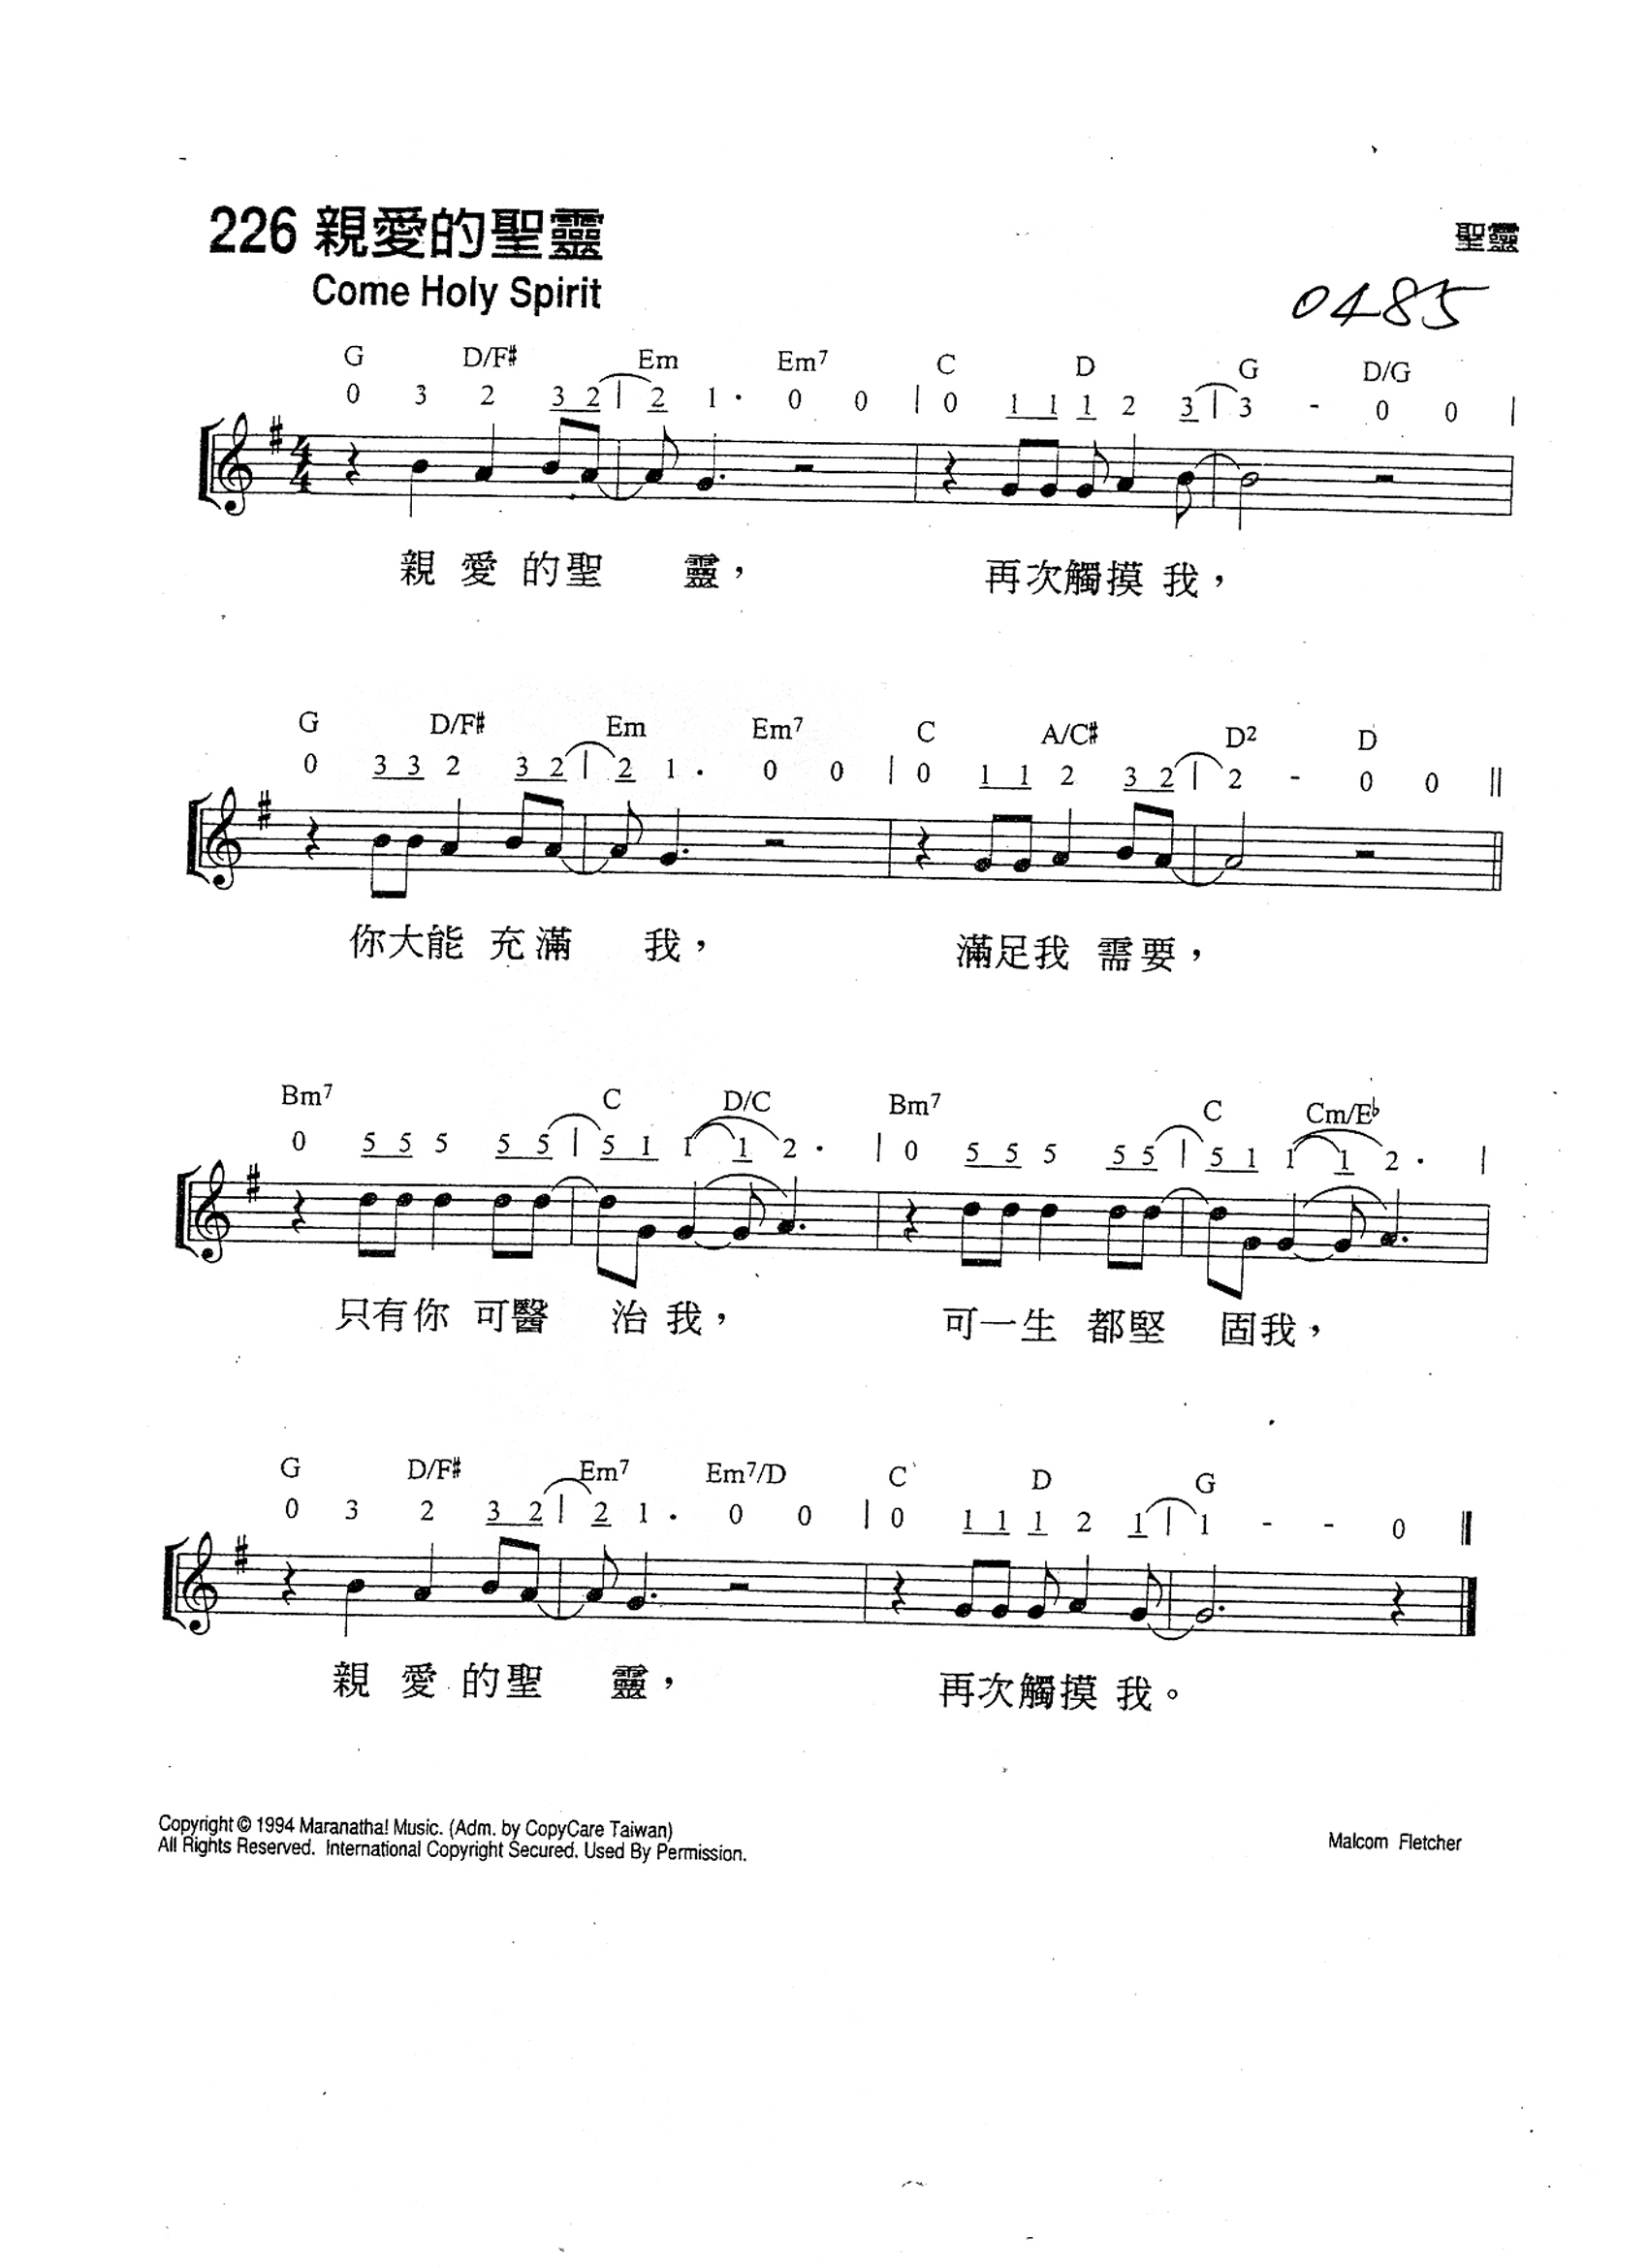 226 親愛的聖靈
聖靈
Come Holy Spirit
0485
G D/F# Em Em7 C D G D/G
0 3 2 3 2 | 2 1 · 0 0 | 0 1 1 1 2 3 | 3 - 0 0 |
親 愛 的聖 靈， 再次觸摸 我，
G D/F# Em Em7 C A/C# D2 D
0 3 3 2 3 2 | 2 1 · 0 0 | 0 1 1 2 3 2 | 2 - 0 0 ||
你大能 充滿 我， 滿足我 需要，
Bm7 C D/C Bm7 C Cm/E♭
0 5 5 5 5 5 | 5 1 1 1 2 · | 0 5 5 5 5 5 | 5 1 1 1 2 · |
只有你 可醫 治 我， 可一生 都堅 固我，
G D/F# Em7 Em7/D C D G
0 3 2 3 2 | 2 1 · 0 0 | 0 1 1 1 2 1 | 1 - - 0 ||
親 愛 的聖 靈， 再次觸摸 我。
Copyright © 1994 Maranatha! Music. (Adm. by CopyCare Taiwan)
All Rights Reserved. International Copyright Secured. Used By Permission.
Malcom Fletcher